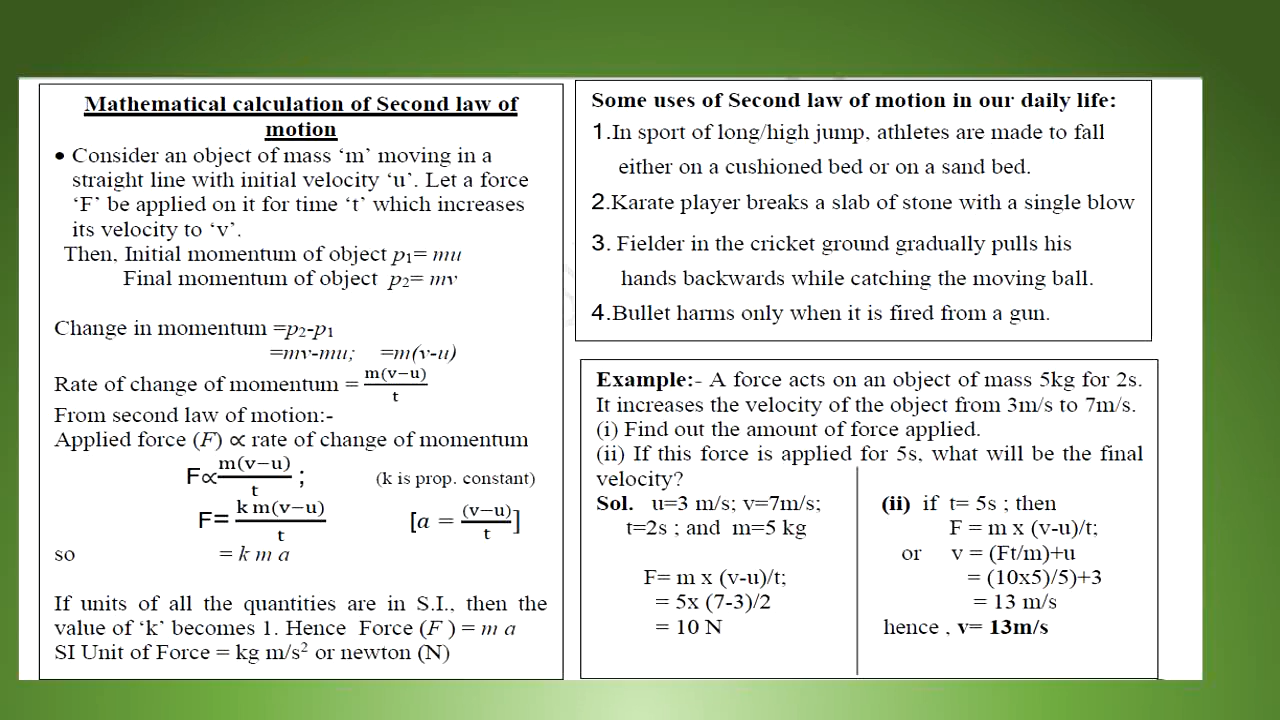 Mathematical calculation of Second law of
motion
• Consider an object of mass ‘m’ moving in a
straight line with initial velocity ‘u’. Let a force
‘F’ be applied on it for time ‘t’ which increases
its velocity to ‘v’.
Then, Initial momentum of object p₁= mu
Final momentum of object p₂= mv
Change in momentum =p₂-p₁
=mv-mu; =m(v-u)
Rate of change of momentum = m(v−u)/t
From second law of motion:-
Applied force (F) ∝ rate of change of momentum
F∝ m(v−u)/t ; (k is prop. constant)
F= k m(v−u)/t [a = (v−u)/t]
so = k m a
If units of all the quantities are in S.I., then the
value of ‘k’ becomes 1. Hence Force (F ) = m a
SI Unit of Force = kg m/s² or newton (N)
Some uses of Second law of motion in our daily life:
1.In sport of long/high jump, athletes are made to fall
either on a cushioned bed or on a sand bed.
2.Karate player breaks a slab of stone with a single blow
3. Fielder in the cricket ground gradually pulls his
hands backwards while catching the moving ball.
4.Bullet harms only when it is fired from a gun.
Example:- A force acts on an object of mass 5kg for 2s.
It increases the velocity of the object from 3m/s to 7m/s.
(i) Find out the amount of force applied.
(ii) If this force is applied for 5s, what will be the final
velocity?
Sol. u=3 m/s; v=7m/s;
t=2s ; and m=5 kg
F= m x (v-u)/t;
= 5x (7-3)/2
= 10 N
(ii) if t= 5s ; then
F = m x (v-u)/t;
or v = (Ft/m)+u
= (10x5)/5)+3
= 13 m/s
hence , v= 13m/s